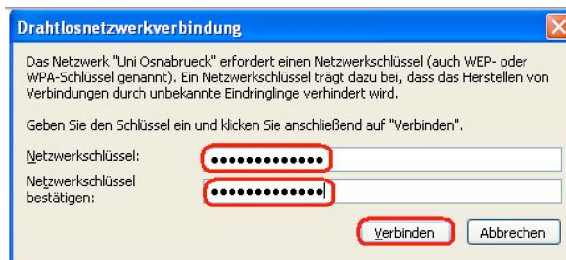 Drahtlosnetzwerkverbindung
Das Netzwerk "Uni Osnabrueck" erfordert einen Netzwerkschlüssel (auch WEP- oder
WPA-Schlüssel genannt). Ein Netzwerkschlüssel trägt dazu bei, dass das Herstellen von
Verbindungen durch unbekannte Eindringlinge verhindert wird.
Geben Sie den Schlüssel ein und klicken Sie anschließend auf "Verbinden".
Netzwerkschlüssel: •••••••••••••
Netzwerkschlüssel
bestätigen: •••••••••••••
Verbinden Abbrechen